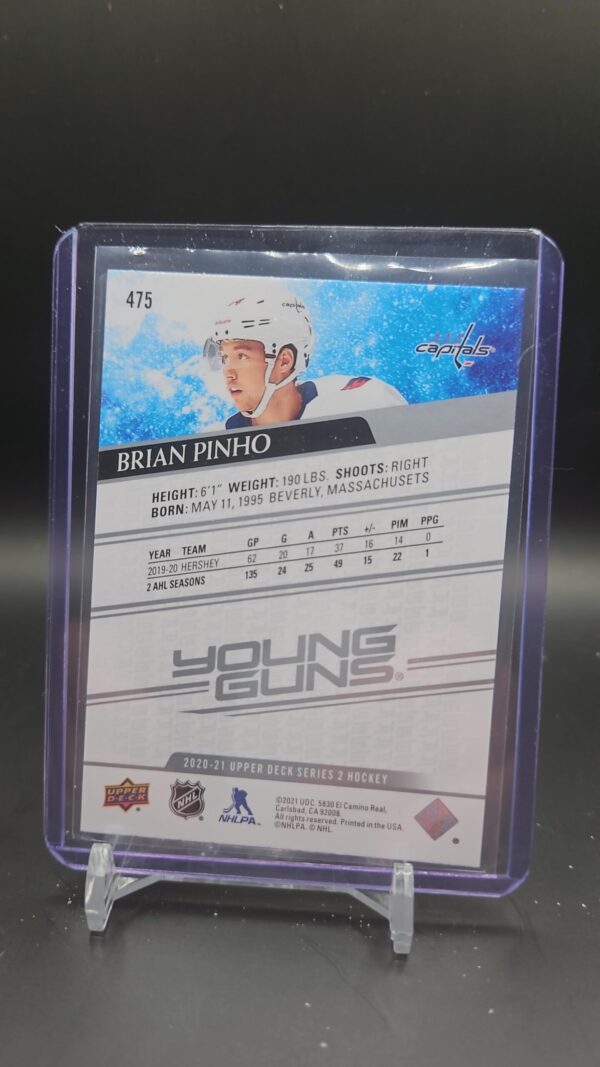 475
capitals
BRIAN PINHO
HEIGHT: 6'1" WEIGHT: 190 LBS. SHOOTS: RIGHT
BORN: MAY 11, 1995 BEVERLY, MASSACHUSETS
YEAR TEAM GP G A PTS +/- PIM PPG
2019-20 HERSHEY 62 20 17 37 16 14 0
2 AHL SEASONS 135 24 25 49 15 22 1
YOUNG
GUNS®
2020-21 UPPER DECK SERIES 2 HOCKEY
UPPER
DECK
NHL
NHLPA
©2021 UDC. 5830 El Camino Real,
Carlsbad, CA 92008.
All rights reserved. Printed in the USA.
©NHLPA. © NHL.